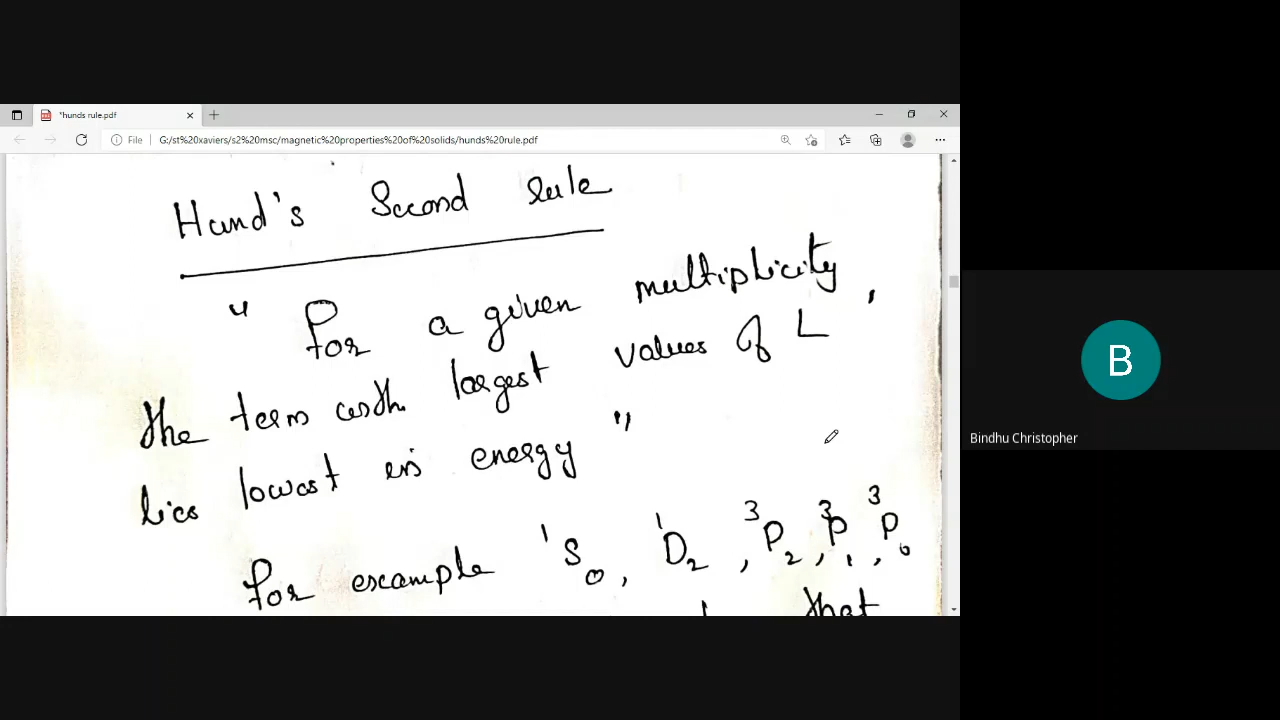 *hunds rule.pdf
File G:/st%20xaviers/s2%20msc/magnetic%20properties%20of%20solids/hunds%20rule.pdf
Hund's Second rule
" For a given multiplicity,
the term with largest values of L
lies lowest in energy "
for example ¹S₀, ¹D₂, ³P₂, ³P₁, ³P₀
that
B
Bindhu Christopher